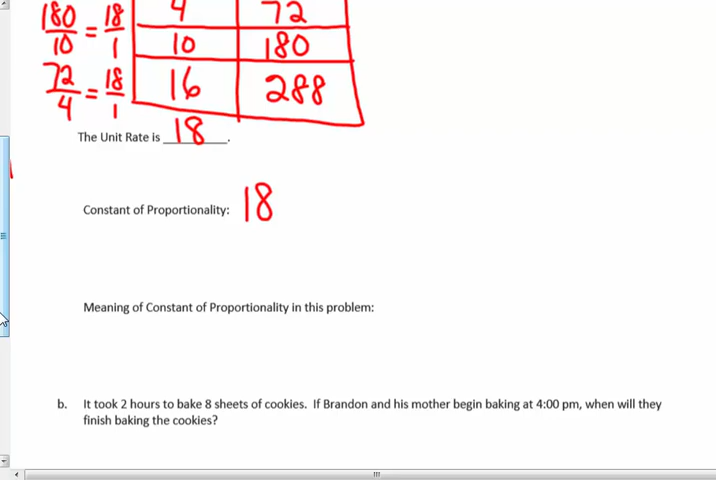 180/10 = 18/1 4 72
10 180
72/4 = 18/1 16 288
The Unit Rate is 18.
Constant of Proportionality: 18
Meaning of Constant of Proportionality in this problem:
b. It took 2 hours to bake 8 sheets of cookies. If Brandon and his mother begin baking at 4:00 pm, when will they
finish baking the cookies?